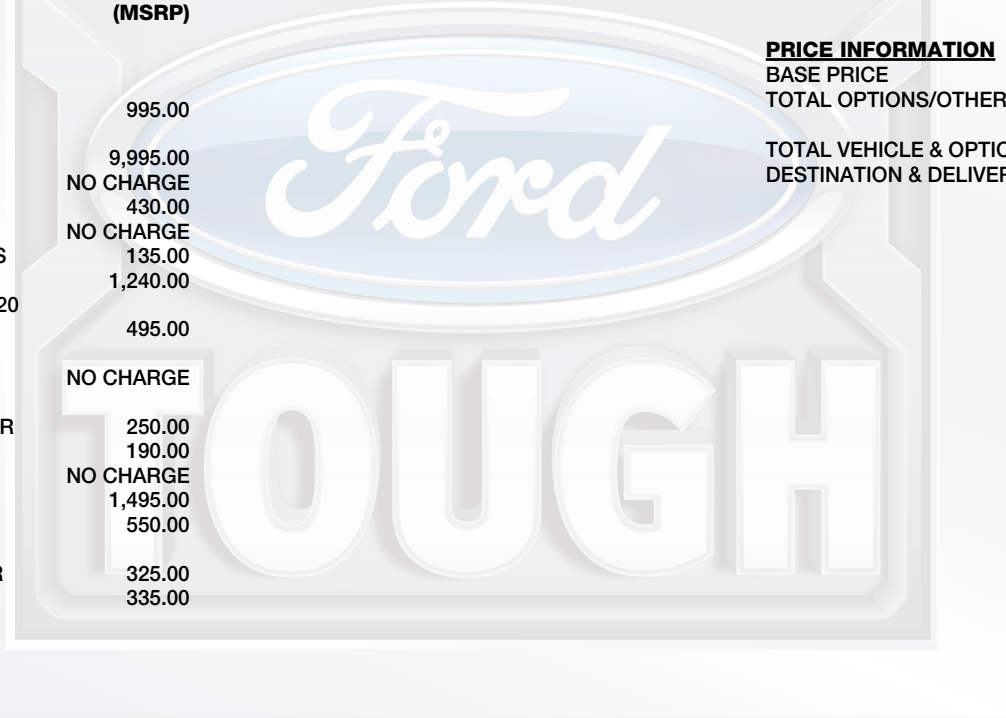 (MSRP)
995.00
9,995.00
NO CHARGE
430.00
NO CHARGE
S 135.00
1,240.00
20
495.00
NO CHARGE
R 250.00
190.00
NO CHARGE
1,495.00
550.00
R 325.00
335.00
PRICE INFORMATION
BASE PRICE
TOTAL OPTIONS/OTHER
TOTAL VEHICLE & OPTIO
DESTINATION & DELIVER
Ford
TOUGH